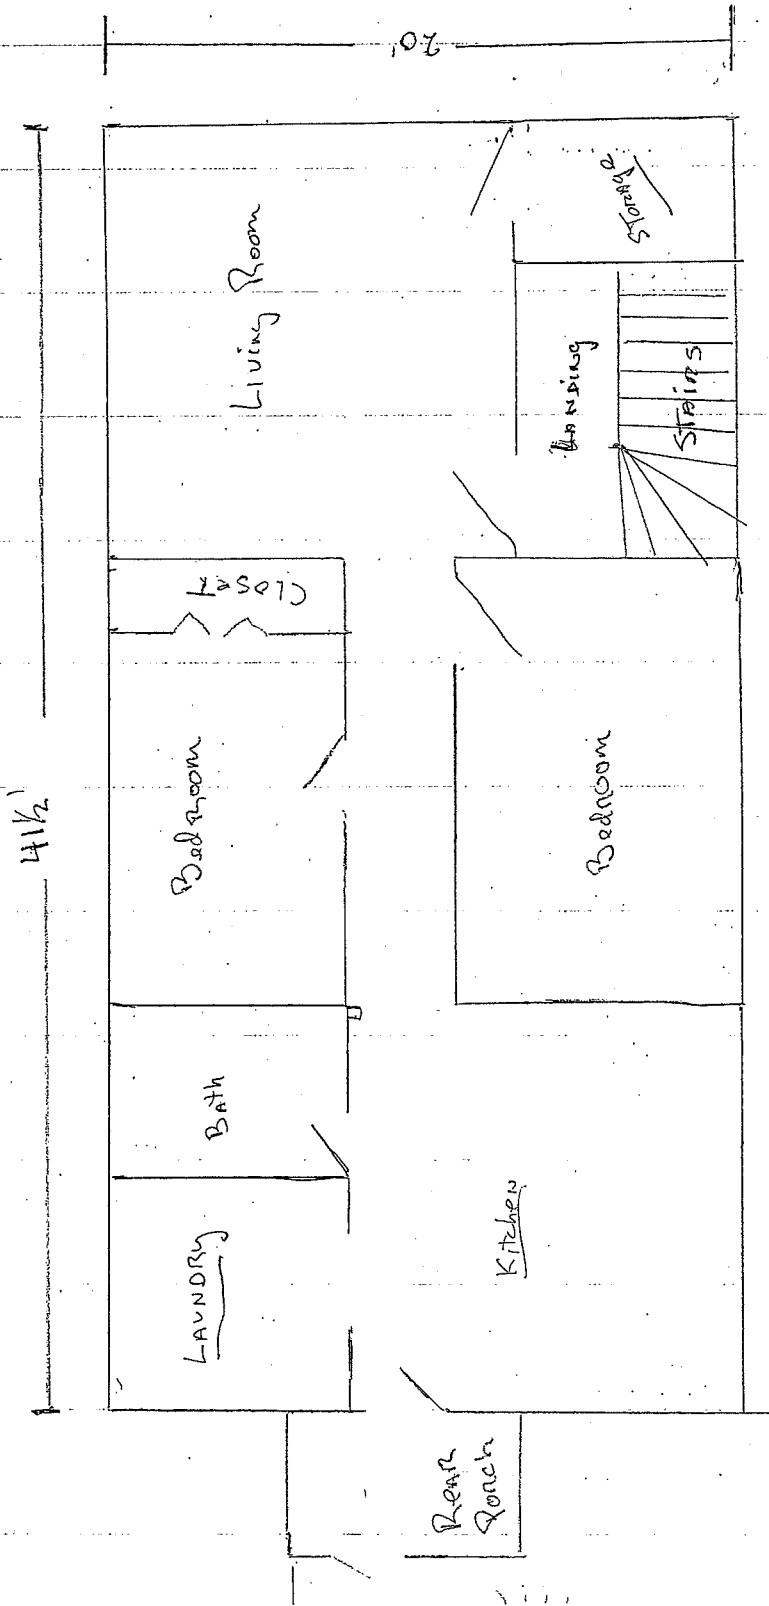 20'
Living Room
STORAGE
LANDING
STAIRS
CLOSET
41½'
Bedroom
Bedroom
BAth
LAUNDRY
Kitchen
REAR
PORCh